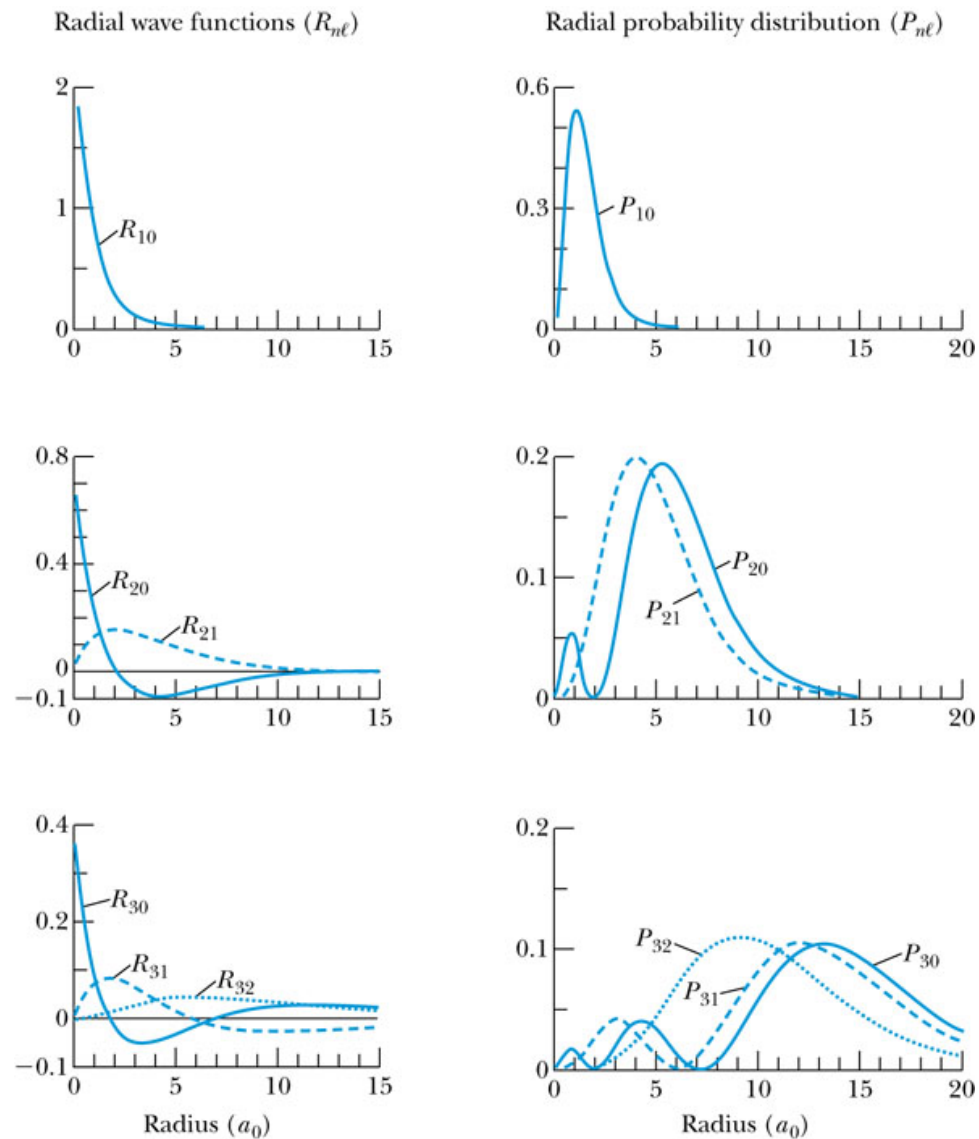 Radial wave functions (Rnℓ)
Radial probability distribution (Pnℓ)
2
1
0
R10
0 5 10 15
0.6
0.3
0
P10
0 5 10 15 20
0.8
0.4
0
−0.1
R20
R21
0 5 10 15
0.2
0.1
0
P20
P21
0 5 10 15 20
0.4
0.2
0
−0.1
R30
R31
R32
0 5 10 15
Radius (a0)
0.2
0.1
0
P32
P31
P30
0 5 10 15 20
Radius (a0)